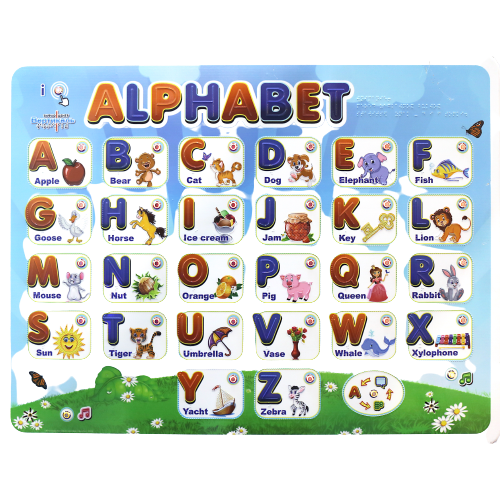 ALPHABET
i
A B C D E F
Apple Bear Cat Dog Elephant Fish
G H I J K L
Goose Horse Ice cream Jam Key Lion
M N O P Q R
Mouse Nut Orange Pig Queen Rabbit
S T U V W X
Sun Tiger Umbrella Vase Whale Xylophone
Y Z
Yacht Zebra
A B